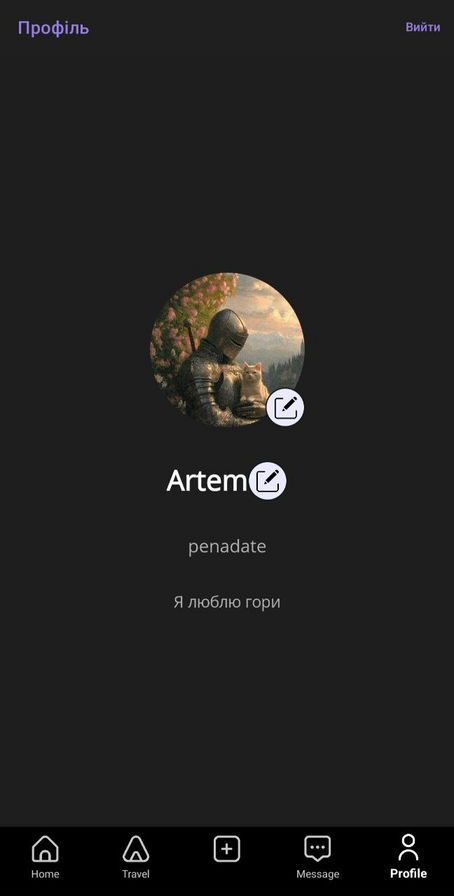 Профіль
Вийти
Artem
penadate
Я люблю гори
Home
Travel
Message
Profile